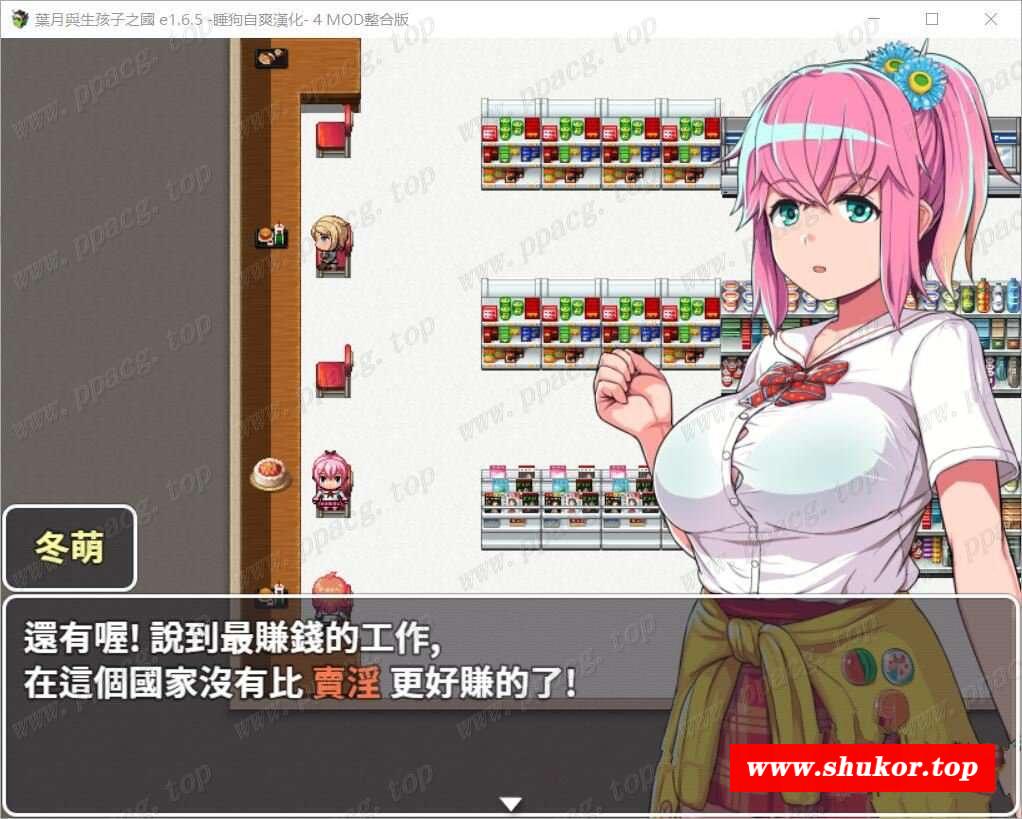 葉月與生孩子之國 e1.6.5 -睡狗自爽漢化- 4 MOD整合版
www.ppacg.top
冬萌
還有喔! 說到最賺錢的工作,
在這個國家沒有比 賣淫 更好賺的了!
www.shukor.top